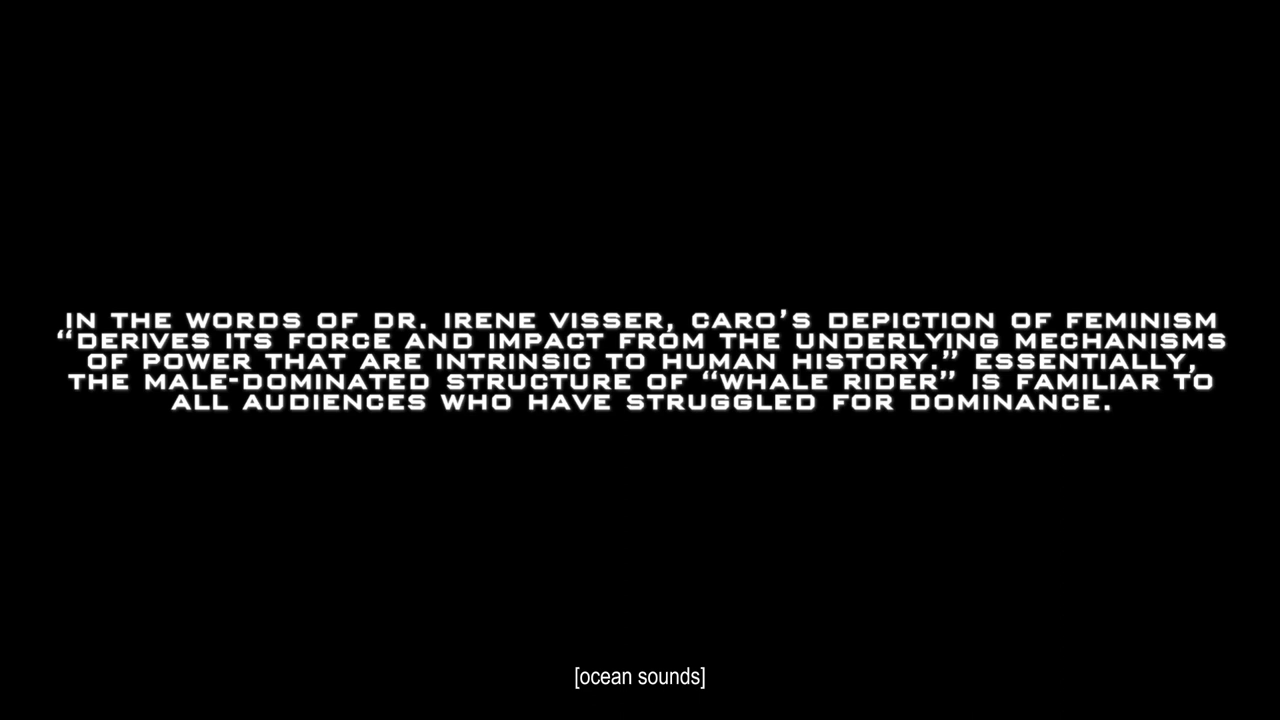 IN THE WORDS OF DR. IRENE VISSER, CARO'S DEPICTION OF FEMINISM
“DERIVES ITS FORCE AND IMPACT FROM THE UNDERLYING MECHANISMS
OF POWER THAT ARE INTRINSIC TO HUMAN HISTORY.” ESSENTIALLY,
THE MALE-DOMINATED STRUCTURE OF “WHALE RIDER” IS FAMILIAR TO
ALL AUDIENCES WHO HAVE STRUGGLED FOR DOMINANCE.
[ocean sounds]